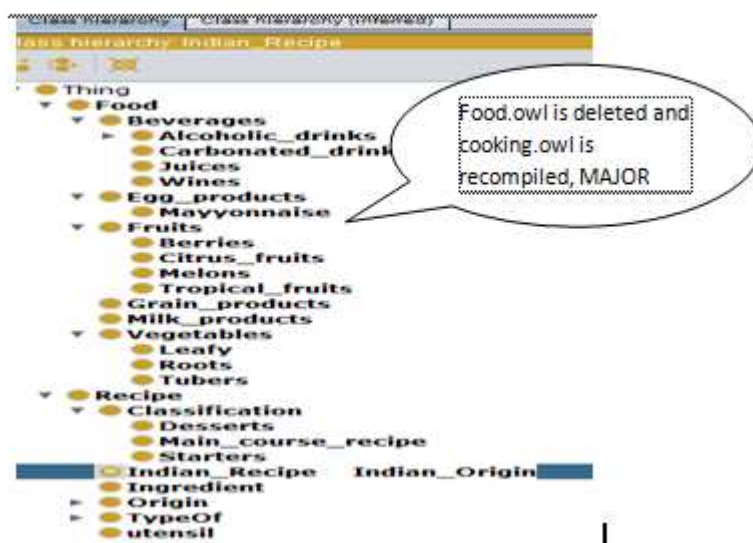 Class hierarchy Class hierarchy (inferred)
lass hierarchy Indian_Recipe
Thing
Food
Beverages
Alcoholic_drinks
Carbonated_drink
Juices
Wines
Egg_products
Mayyonnaise
Fruits
Berries
Citrus_fruits
Melons
Tropical_fruits
Grain_products
Milk_products
Vegetables
Leafy
Roots
Tubers
Recipe
Classification
Desserts
Main_course_recipe
Starters
Indian_Recipe Indian_Origin
Ingredient
Origin
TypeOf
utensil
Food.owl is deleted and
cooking.owl is
recompiled, MAJOR